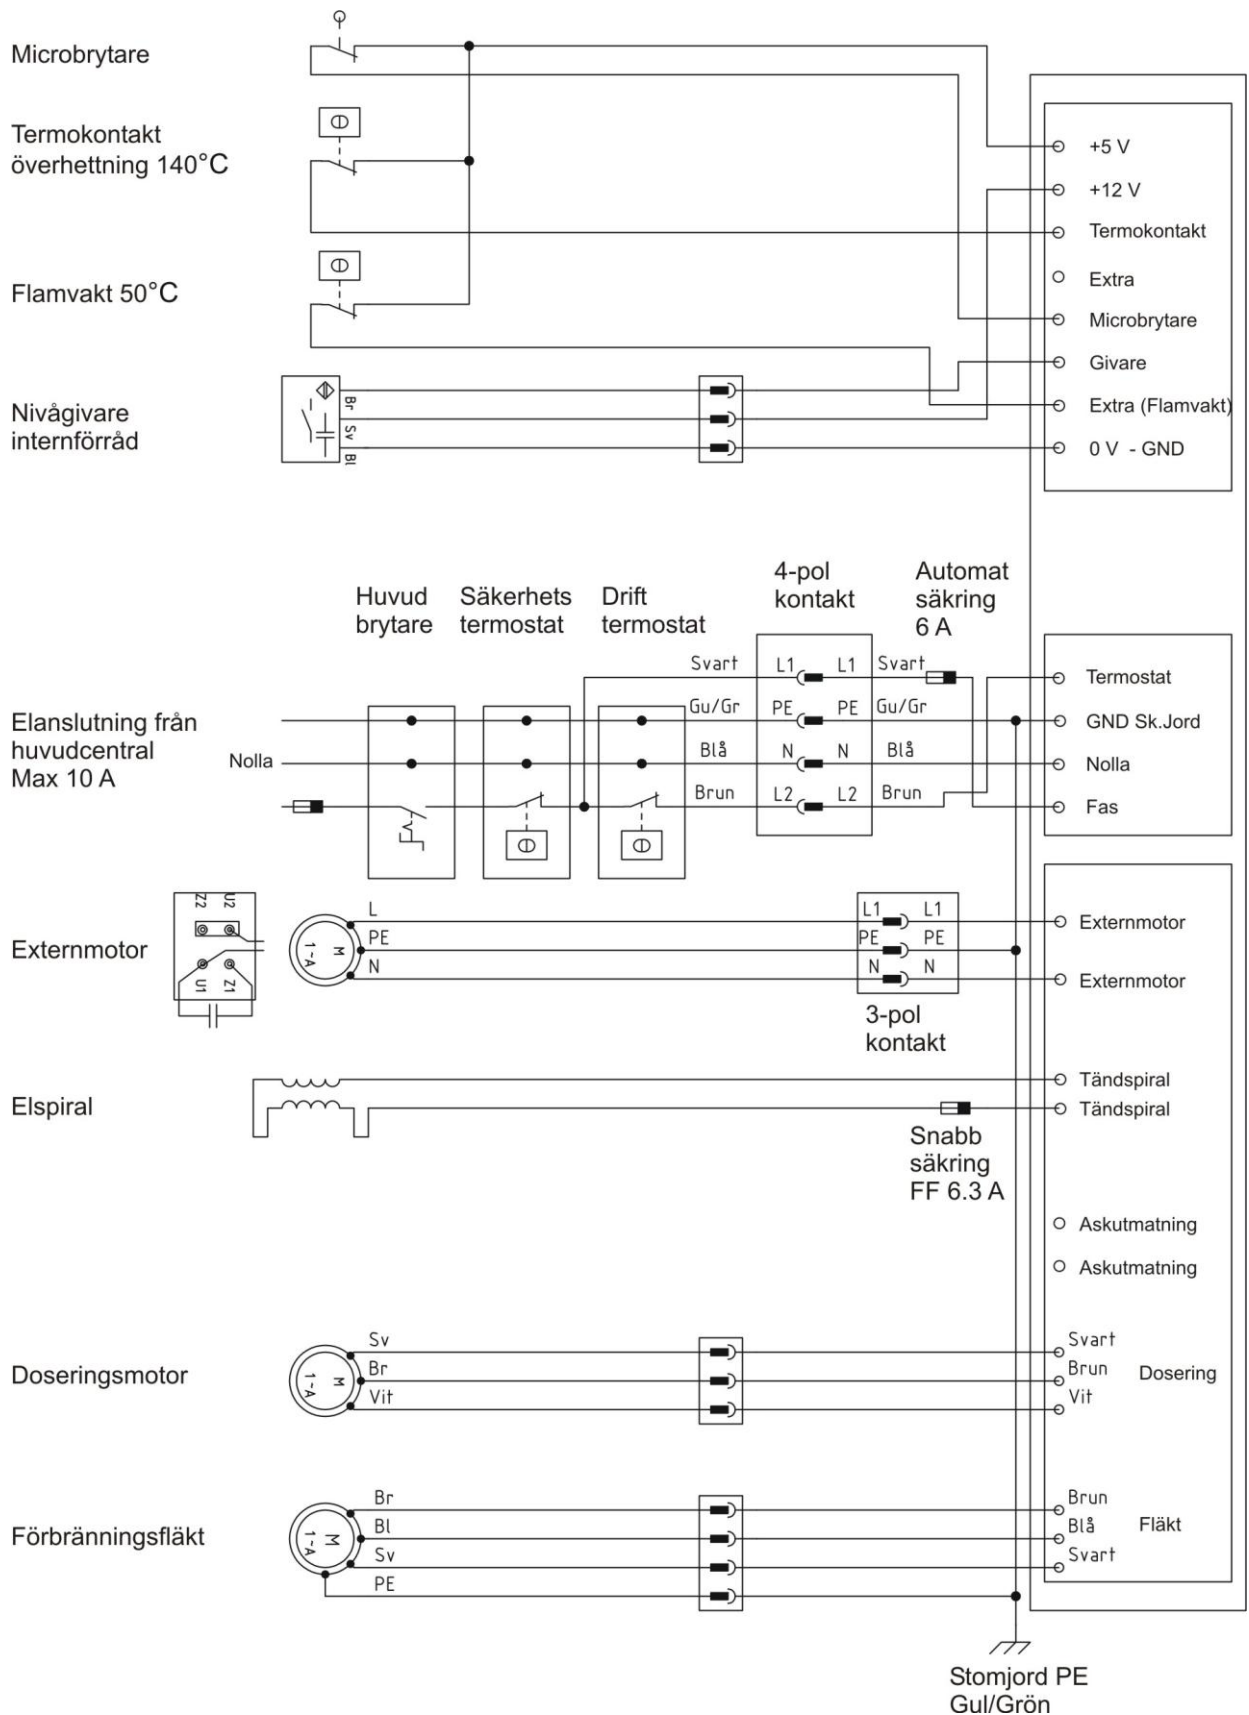 Microbrytare
Termokontakt
överhettning 140°C
Flamvakt 50°C
Nivågivare
internförråd
Br
Sv
Bl
+5 V
+12 V
Termokontakt
Extra
Microbrytare
Givare
Extra (Flamvakt)
0 V - GND
Huvud
brytare
Säkerhets
termostat
Drift
termostat
4-pol
kontakt
Automat
säkring
6 A
Elanslutning från
huvudcentral
Max 10 A
Nolla
Svart L1 L1 Svart
Gu/Gr PE PE Gu/Gr
Blå N N Blå
Brun L2 L2 Brun
Termostat
GND Sk.Jord
Nolla
Fas
Externmotor
Z2 U2
U1 Z1
M
1~A
L L1 L1
PE PE PE
N N N
3-pol
kontakt
Externmotor
Externmotor
Elspiral
Tändspiral
Tändspiral
Snabb
säkring
FF 6.3 A
Askutmatning
Askutmatning
Doseringsmotor
M
1~A
Sv
Br
Vit
Svart
Brun
Vit
Dosering
Förbränningsfläkt
M
1~A
Br
Bl
Sv
PE
Brun
Blå
Svart
Fläkt
Stomjord PE
Gul/Grön